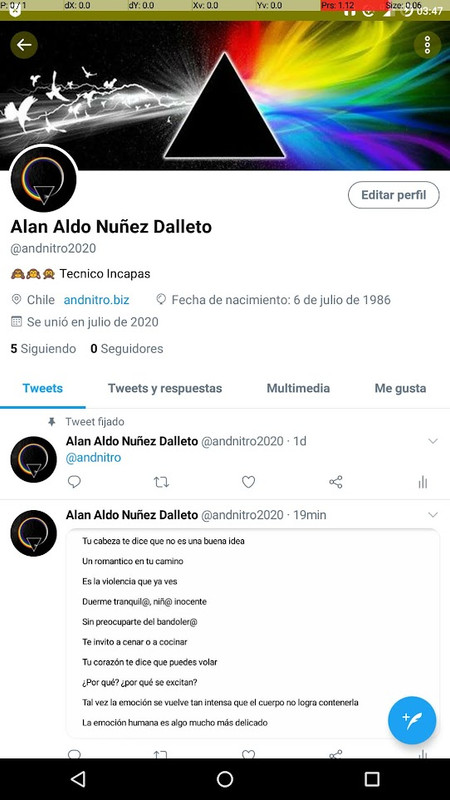 P: 0 / 1 dX: 0.0 dY: 0.0 Xv: 0.0 Yv: 0.0 Prs: 1.12 Size: 0.06
03:47
Editar perfil
Alan Aldo Nuñez Dalleto
@andnitro2020
🙈🙊🙉 Tecnico Incapas
Chile andnitro.biz Fecha de nacimiento: 6 de julio de 1986
Se unió en julio de 2020
5 Siguiendo 0 Seguidores
Tweets Tweets y respuestas Multimedia Me gusta
Tweet fijado
Alan Aldo Nuñez Dalleto @andnitro2020 · 1d
@andnitro
Alan Aldo Nuñez Dalleto @andnitro2020 · 19min
Tu cabeza te dice que no es una buena idea
Un romantico en tu camino
Es la violencia que ya ves
Duerme tranquil@, niñ@ inocente
Sin preocuparte del bandoler@
Te invito a cenar o a cocinar
Tu corazón te dice que puedes volar
¿Por qué? ¿por qué se excitan?
Tal vez la emoción se vuelve tan intensa que el cuerpo no logra contenerla
La emoción humana es algo mucho más delicado